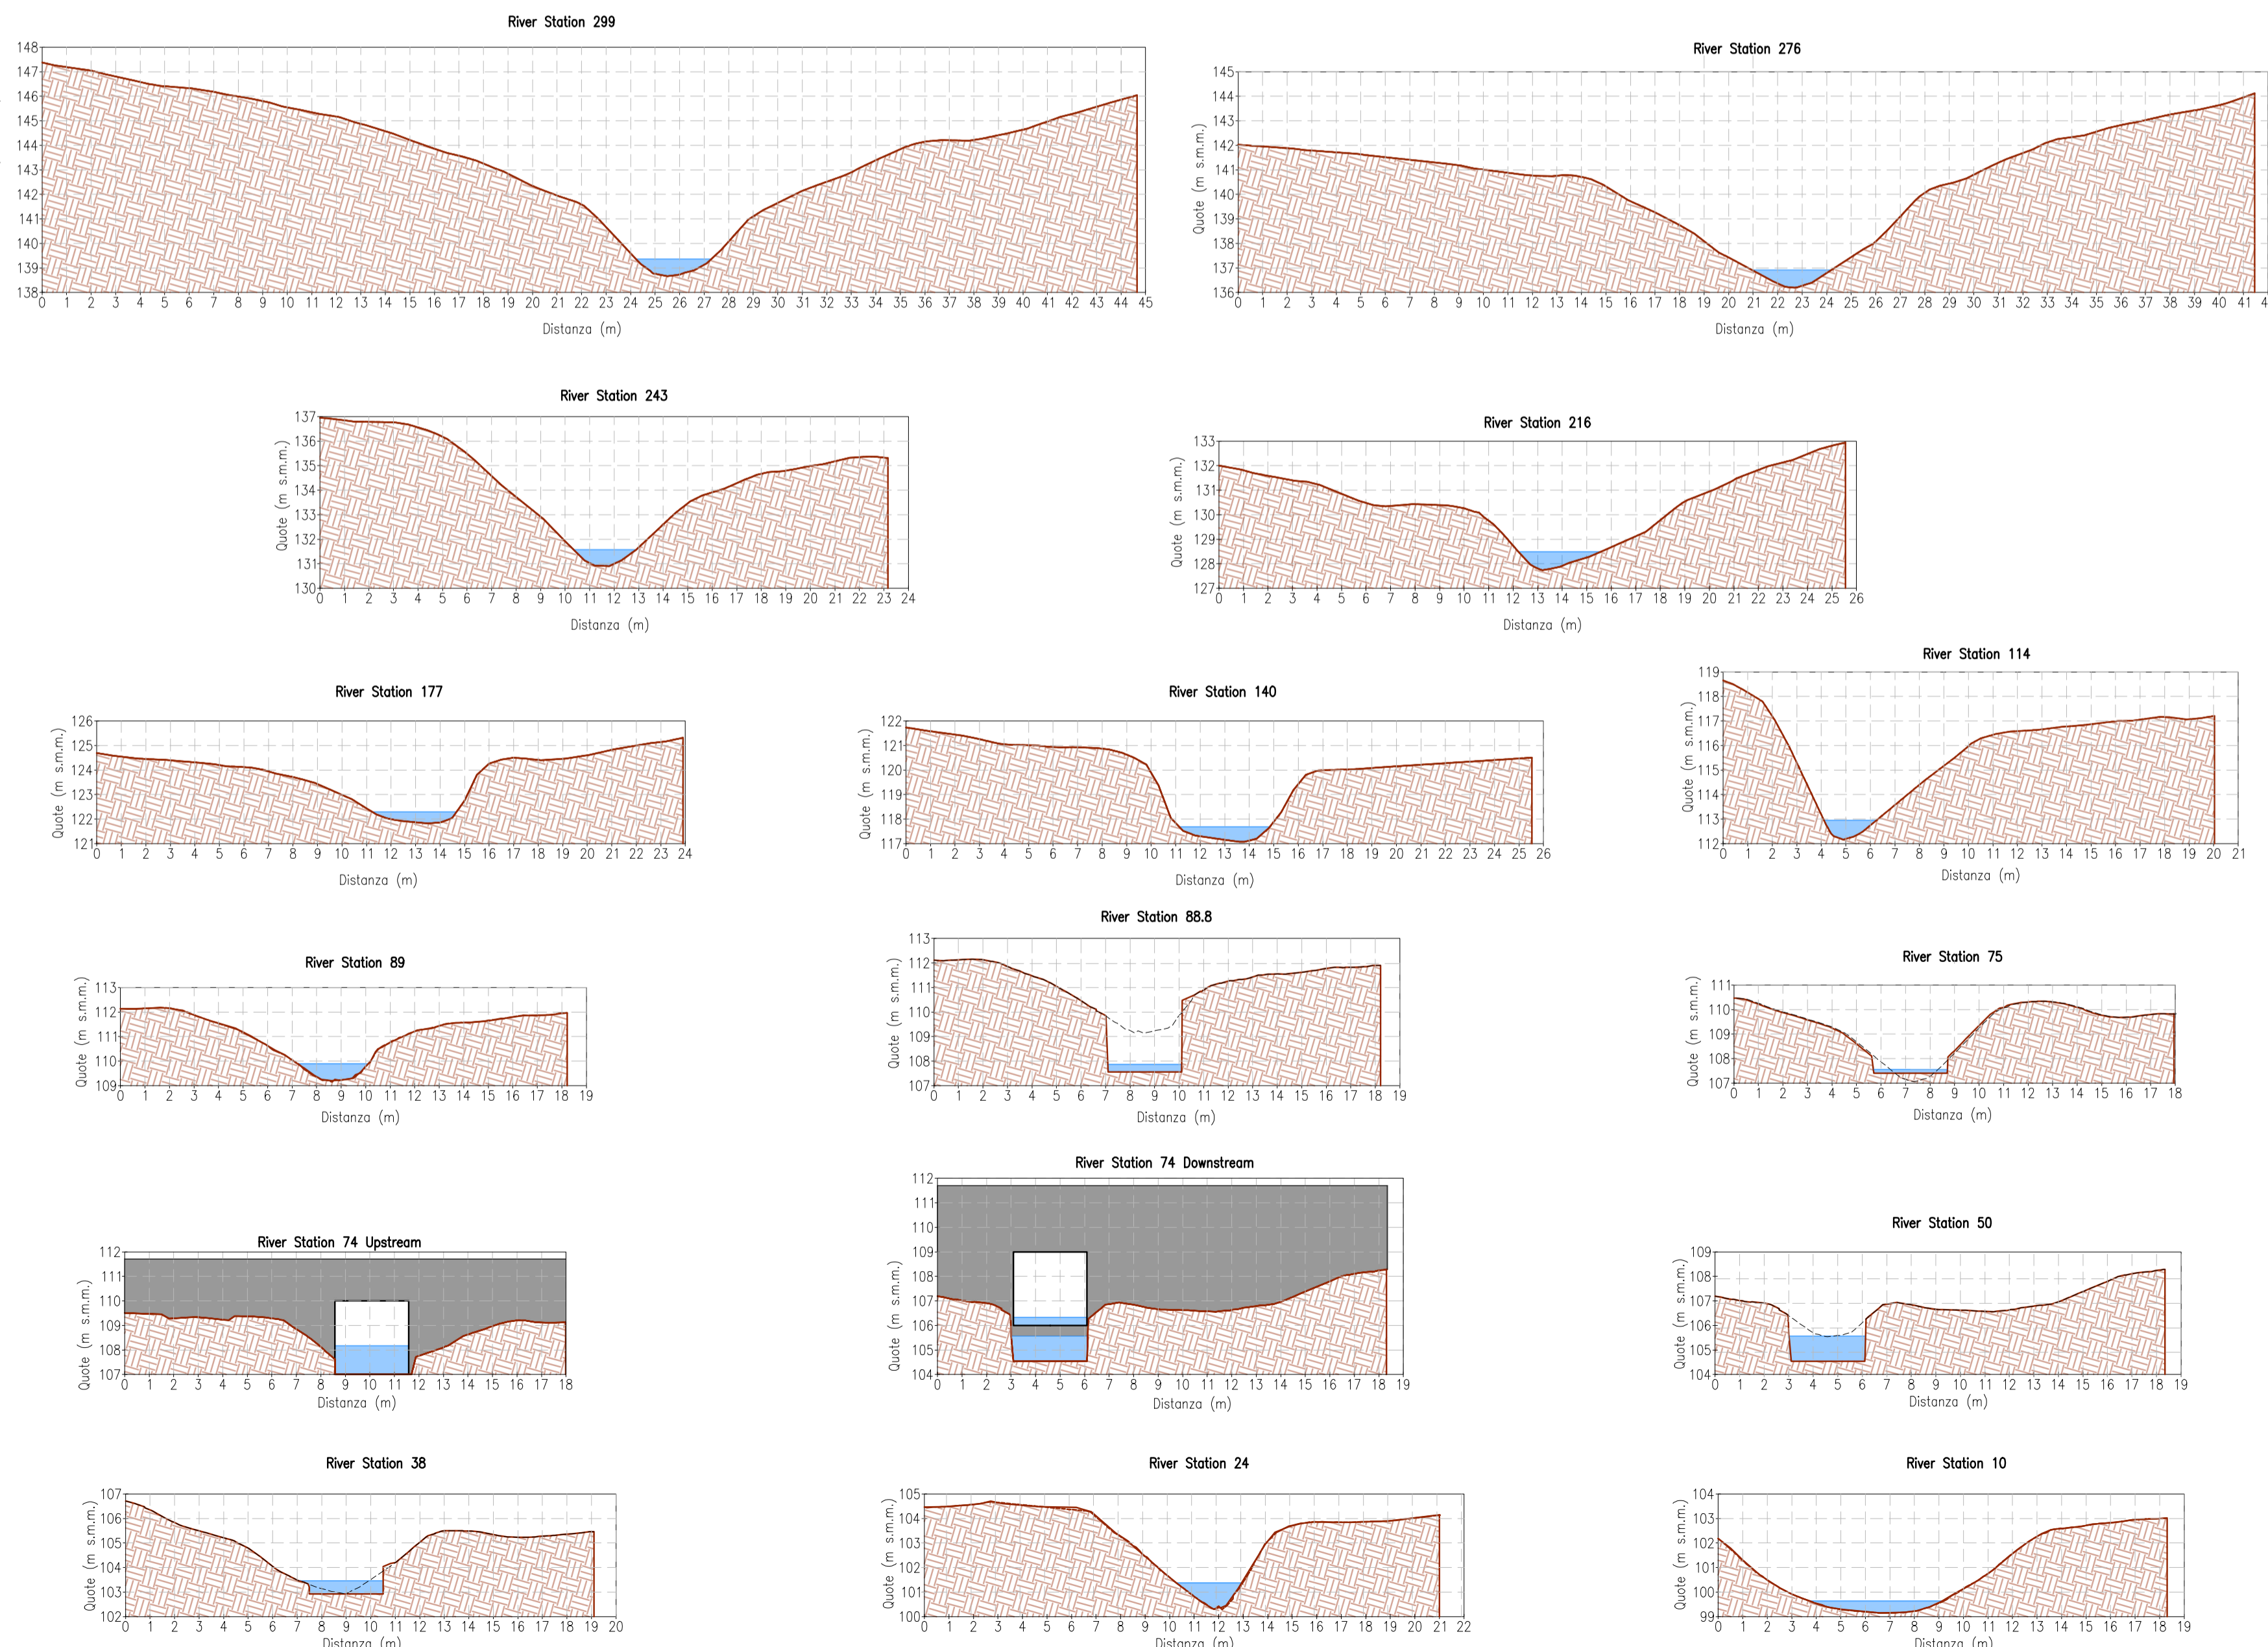 River Station 299
148
147
146
145
144
143
142
141
140
139
138
0 1 2 3 4 5 6 7 8 9 10 11 12 13 14 15 16 17 18 19 20 21 22 23 24 25 26 27 28 29 30 31 32 33 34 35 36 37 38 39 40 41 42 43 44 45
Distanza (m)
River Station 276
Quote (m s.m.m.)
145
144
143
142
141
140
139
138
137
136
0 1 2 3 4 5 6 7 8 9 10 11 12 13 14 15 16 17 18 19 20 21 22 23 24 25 26 27 28 29 30 31 32 33 34 35 36 37 38 39 40 41 4
Distanza (m)
River Station 243
Quote (m s.m.m.)
137
136
135
134
133
132
131
130
0 1 2 3 4 5 6 7 8 9 10 11 12 13 14 15 16 17 18 19 20 21 22 23 24
Distanza (m)
River Station 216
Quote (m s.m.m.)
133
132
131
130
129
128
127
0 1 2 3 4 5 6 7 8 9 10 11 12 13 14 15 16 17 18 19 20 21 22 23 24 25 26
Distanza (m)
River Station 177
Quote (m s.m.m.)
126
125
124
123
122
121
0 1 2 3 4 5 6 7 8 9 10 11 12 13 14 15 16 17 18 19 20 21 22 23 24
Distanza (m)
River Station 140
Quote (m s.m.m.)
122
121
120
119
118
117
0 1 2 3 4 5 6 7 8 9 10 11 12 13 14 15 16 17 18 19 20 21 22 23 24 25 26
Distanza (m)
River Station 114
Quote (m s.m.m.)
119
118
117
116
115
114
113
112
0 1 2 3 4 5 6 7 8 9 10 11 12 13 14 15 16 17 18 19 20 21
Distanza (m)
River Station 89
Quote (m s.m.m.)
113
112
111
110
109
0 1 2 3 4 5 6 7 8 9 10 11 12 13 14 15 16 17 18 19
Distanza (m)
River Station 88.8
Quote (m s.m.m.)
113
112
111
110
109
108
107
0 1 2 3 4 5 6 7 8 9 10 11 12 13 14 15 16 17 18 19
Distanza (m)
River Station 75
Quote (m s.m.m.)
111
110
109
108
107
0 1 2 3 4 5 6 7 8 9 10 11 12 13 14 15 16 17 18
Distanza (m)
River Station 74 Upstream
Quote (m s.m.m.)
112
111
110
109
108
107
0 1 2 3 4 5 6 7 8 9 10 11 12 13 14 15 16 17 18
Distanza (m)
River Station 74 Downstream
Quote (m s.m.m.)
112
111
110
109
108
107
106
105
104
0 1 2 3 4 5 6 7 8 9 10 11 12 13 14 15 16 17 18 19
Distanza (m)
River Station 50
Quote (m s.m.m.)
109
108
107
106
105
104
0 1 2 3 4 5 6 7 8 9 10 11 12 13 14 15 16 17 18 19
Distanza (m)
River Station 38
Quote (m s.m.m.)
107
106
105
104
103
102
0 1 2 3 4 5 6 7 8 9 10 11 12 13 14 15 16 17 18 19 20
Distanza (m)
River Station 24
Quote (m s.m.m.)
105
104
103
102
101
100
0 1 2 3 4 5 6 7 8 9 10 11 12 13 14 15 16 17 18 19 20 21 22
Distanza (m)
River Station 10
Quote (m s.m.m.)
104
103
102
101
100
99
0 1 2 3 4 5 6 7 8 9 10 11 12 13 14 15 16 17 18 19
Distanza (m)